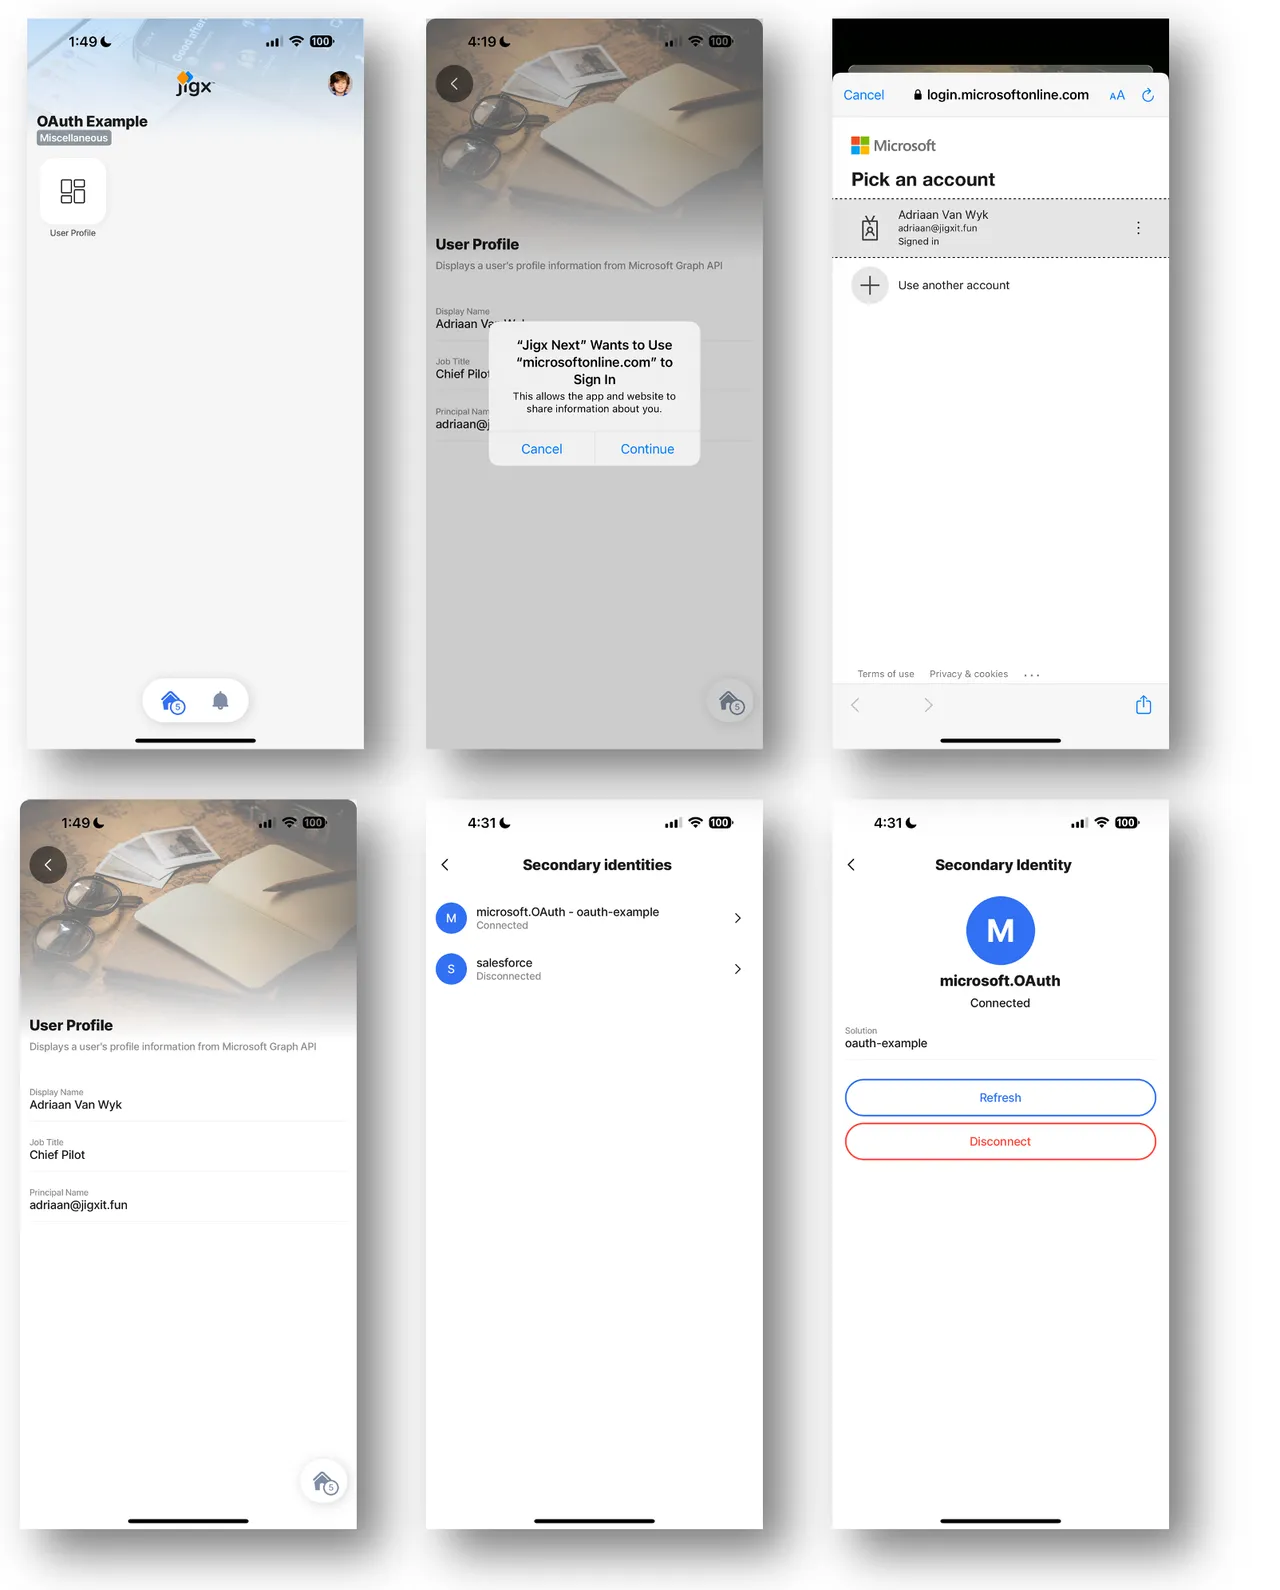 1:49
100
jigx
OAuth Example
Miscellaneous
User Profile
5
4:19
100
User Profile
Displays a user's profile information from Microsoft Graph API
Display Name
Adriaan Va
Job Title
Chief Pilot
Principal Nam
adriaan@j
"Jigx Next" Wants to Use
"microsoftonline.com" to
Sign In
This allows the app and website to
share information about you.
Cancel
Continue
5
Cancel
login.microsoftonline.com
AA
Microsoft
Pick an account
Adriaan Van Wyk
adriaan@jigxit.fun
Signed in
Use another account
Terms of use
Privacy & cookies
...
1:49
100
User Profile
Displays a user's profile information from Microsoft Graph API
Display Name
Adriaan Van Wyk
Job Title
Chief Pilot
Principal Name
adriaan@jigxit.fun
5
4:31
100
Secondary identities
M
microsoft.OAuth - oauth-example
Connected
S
salesforce
Disconnected
4:31
100
Secondary Identity
M
microsoft.OAuth
Connected
Solution
oauth-example
Refresh
Disconnect